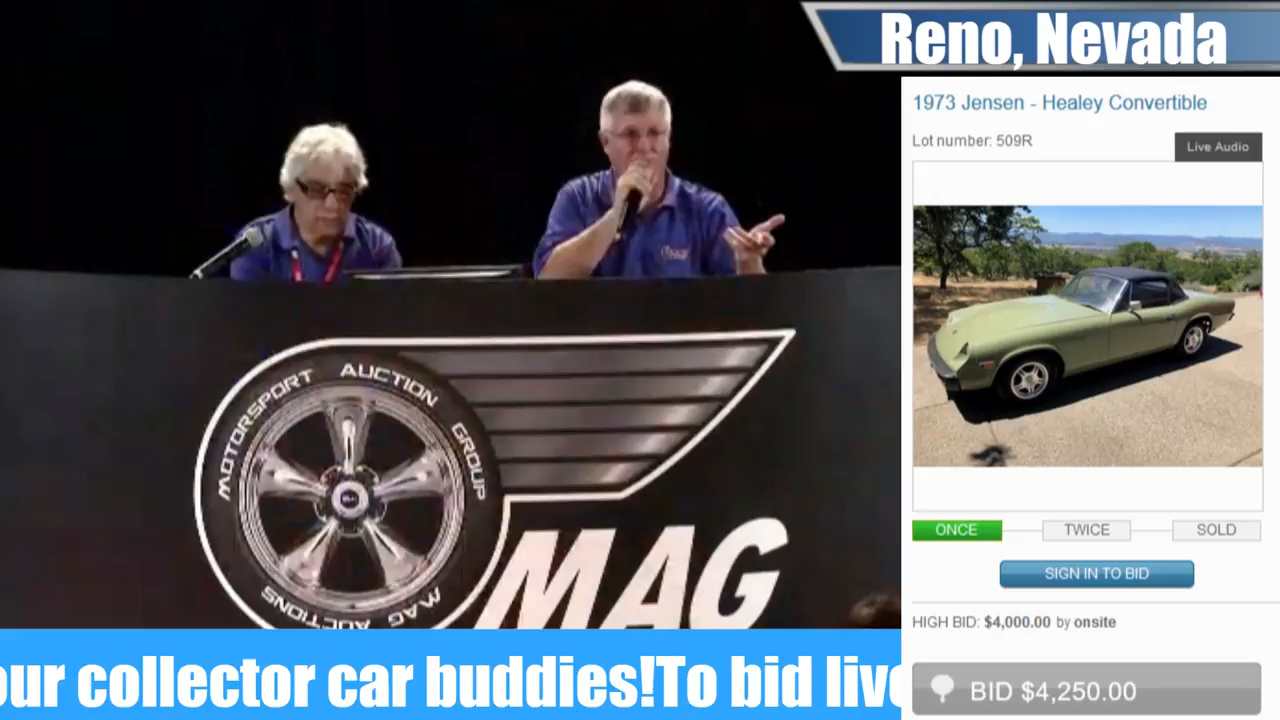 Reno, Nevada
1973 Jensen - Healey Convertible
Lot number: 509R
Live Audio
MOTORSPORT AUCTION GROUP
MAG AUCTIONS
MAG
ONCE
TWICE
SOLD
SIGN IN TO BID
HIGH BID: $4,000.00 by onsite
BID $4,250.00
our collector car buddies!To bid live